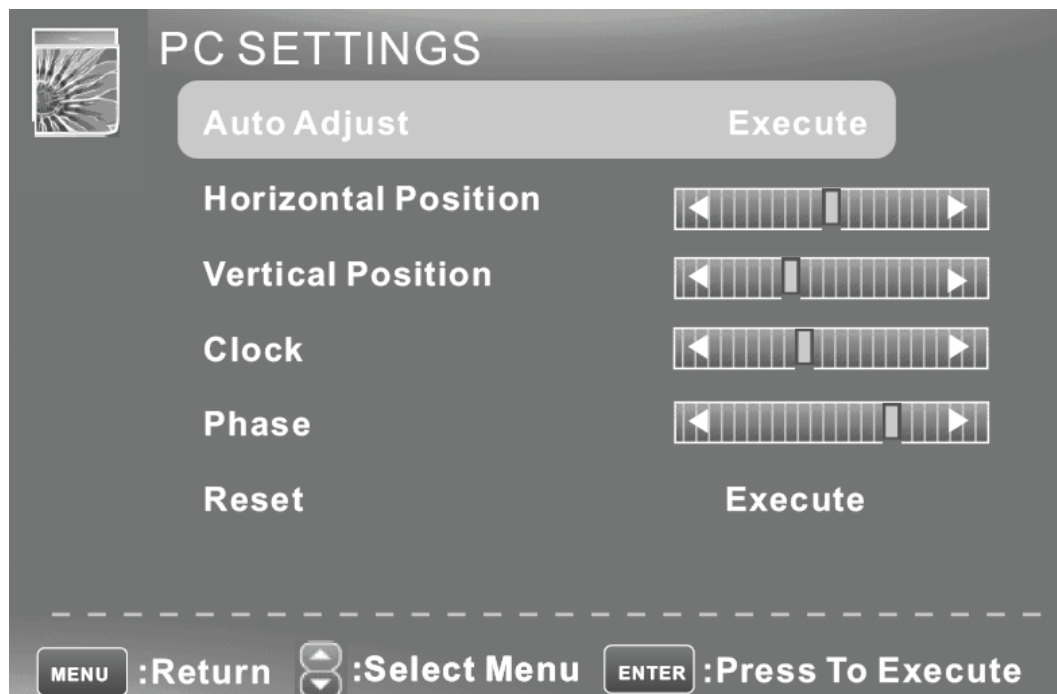 PC SETTINGS
Auto Adjust Execute
Horizontal Position
Vertical Position
Clock
Phase
Reset Execute
MENU :Return :Select Menu ENTER :Press To Execute